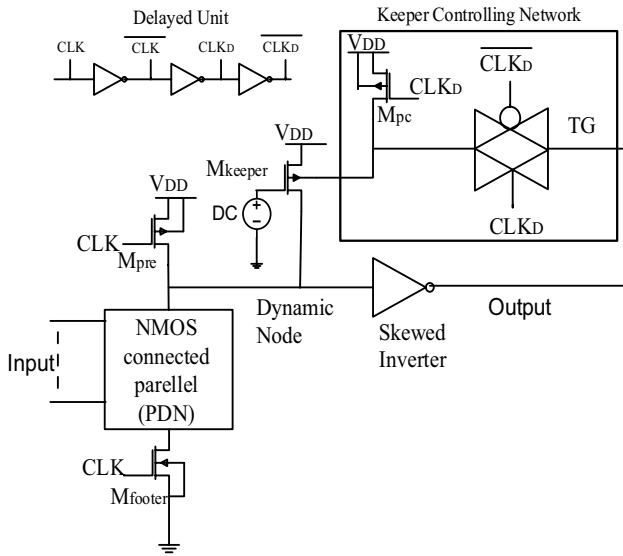 Delayed Unit
CLK
CLK
CLKD
CLKD
Keeper Controlling Network
VDD
CLKD
Mpc
CLKD
TG
CLKD
VDD
Mkeeper
DC
VDD
CLK
Mpre
Dynamic
Node
Skewed
Inverter
Output
Input
NMOS
connected
parellel
(PDN)
CLK
Mfooter